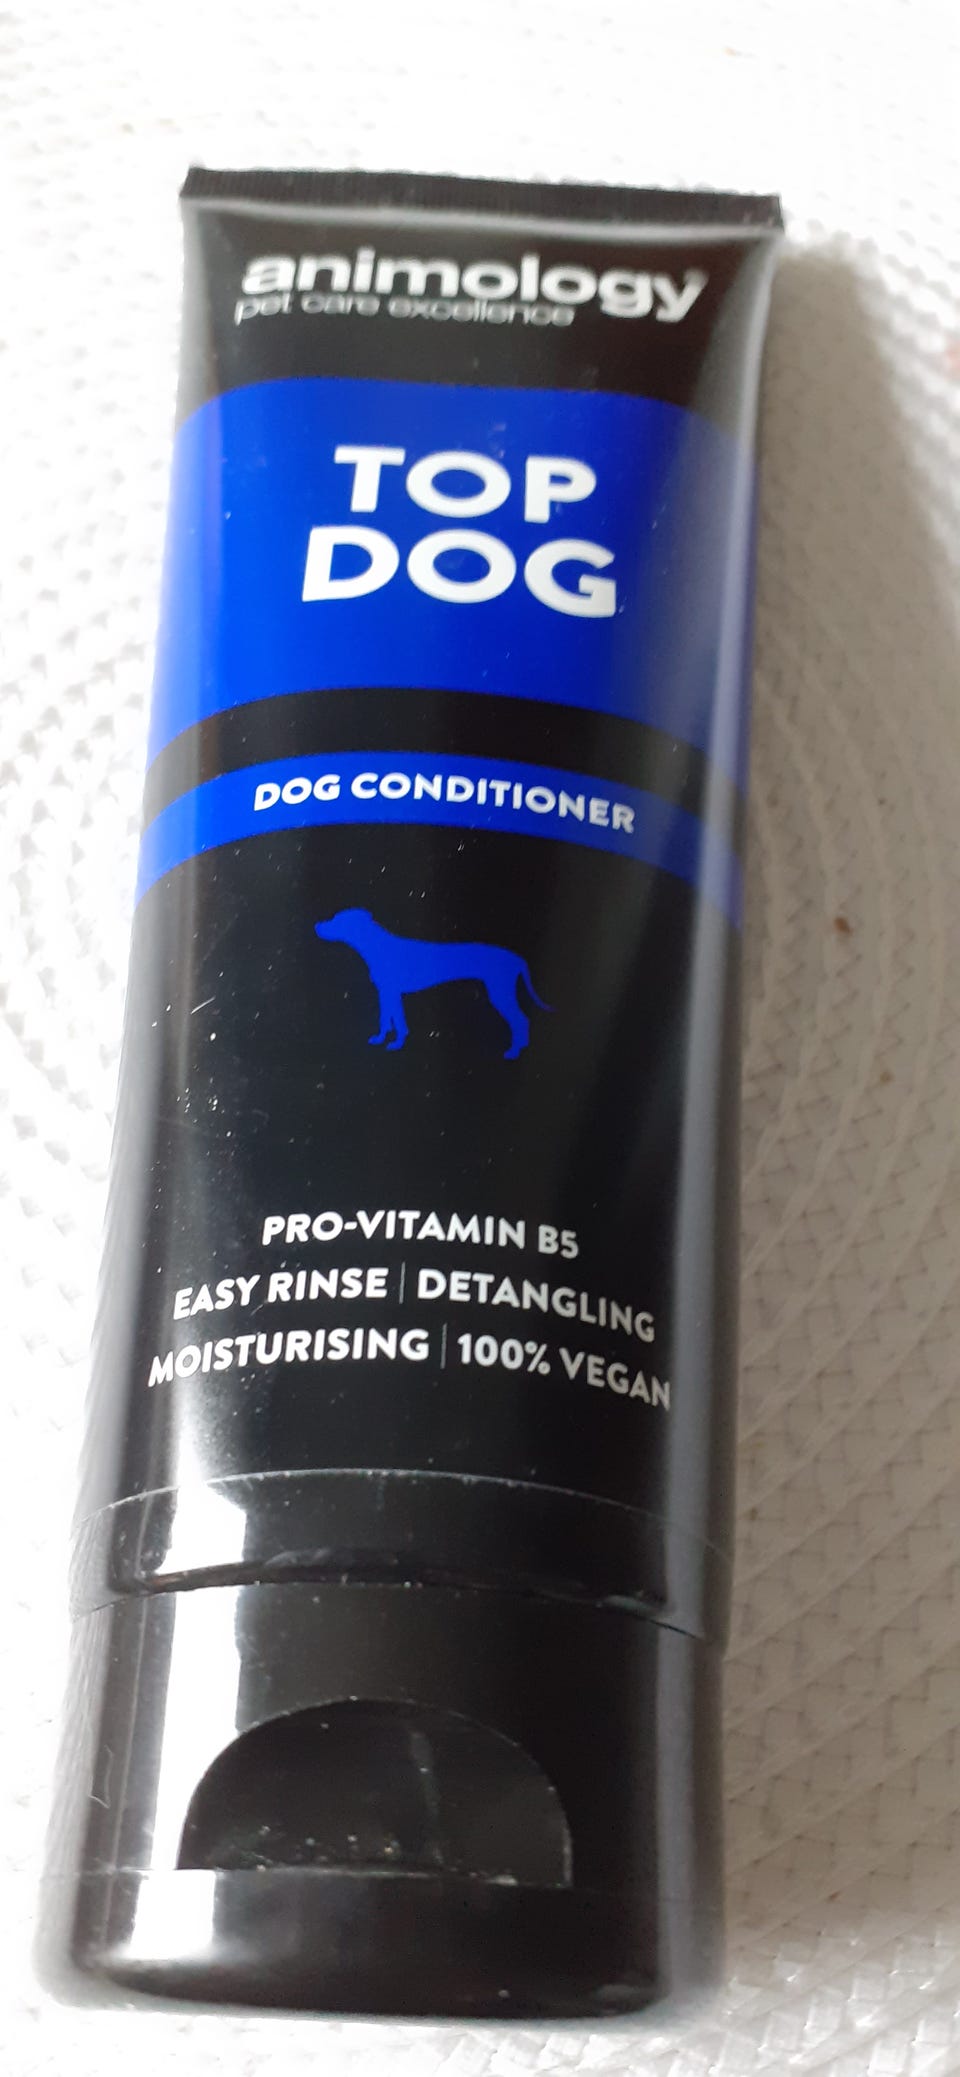 animology
pet care excellence
TOP
DOG
DOG CONDITIONER
PRO-VITAMIN B5
EASY RINSE | DETANGLING
MOISTURISING | 100% VEGAN